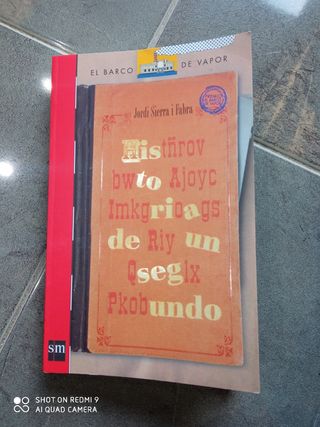 EL BARCO DE VAPOR
Jordi Sierra i Fabra
Histñrov
bwto Ajoyc
Imkgrioags
de Riy un
Qseglx
Pkobundo
sm
SHOT ON REDMI 9
AI QUAD CAMERA